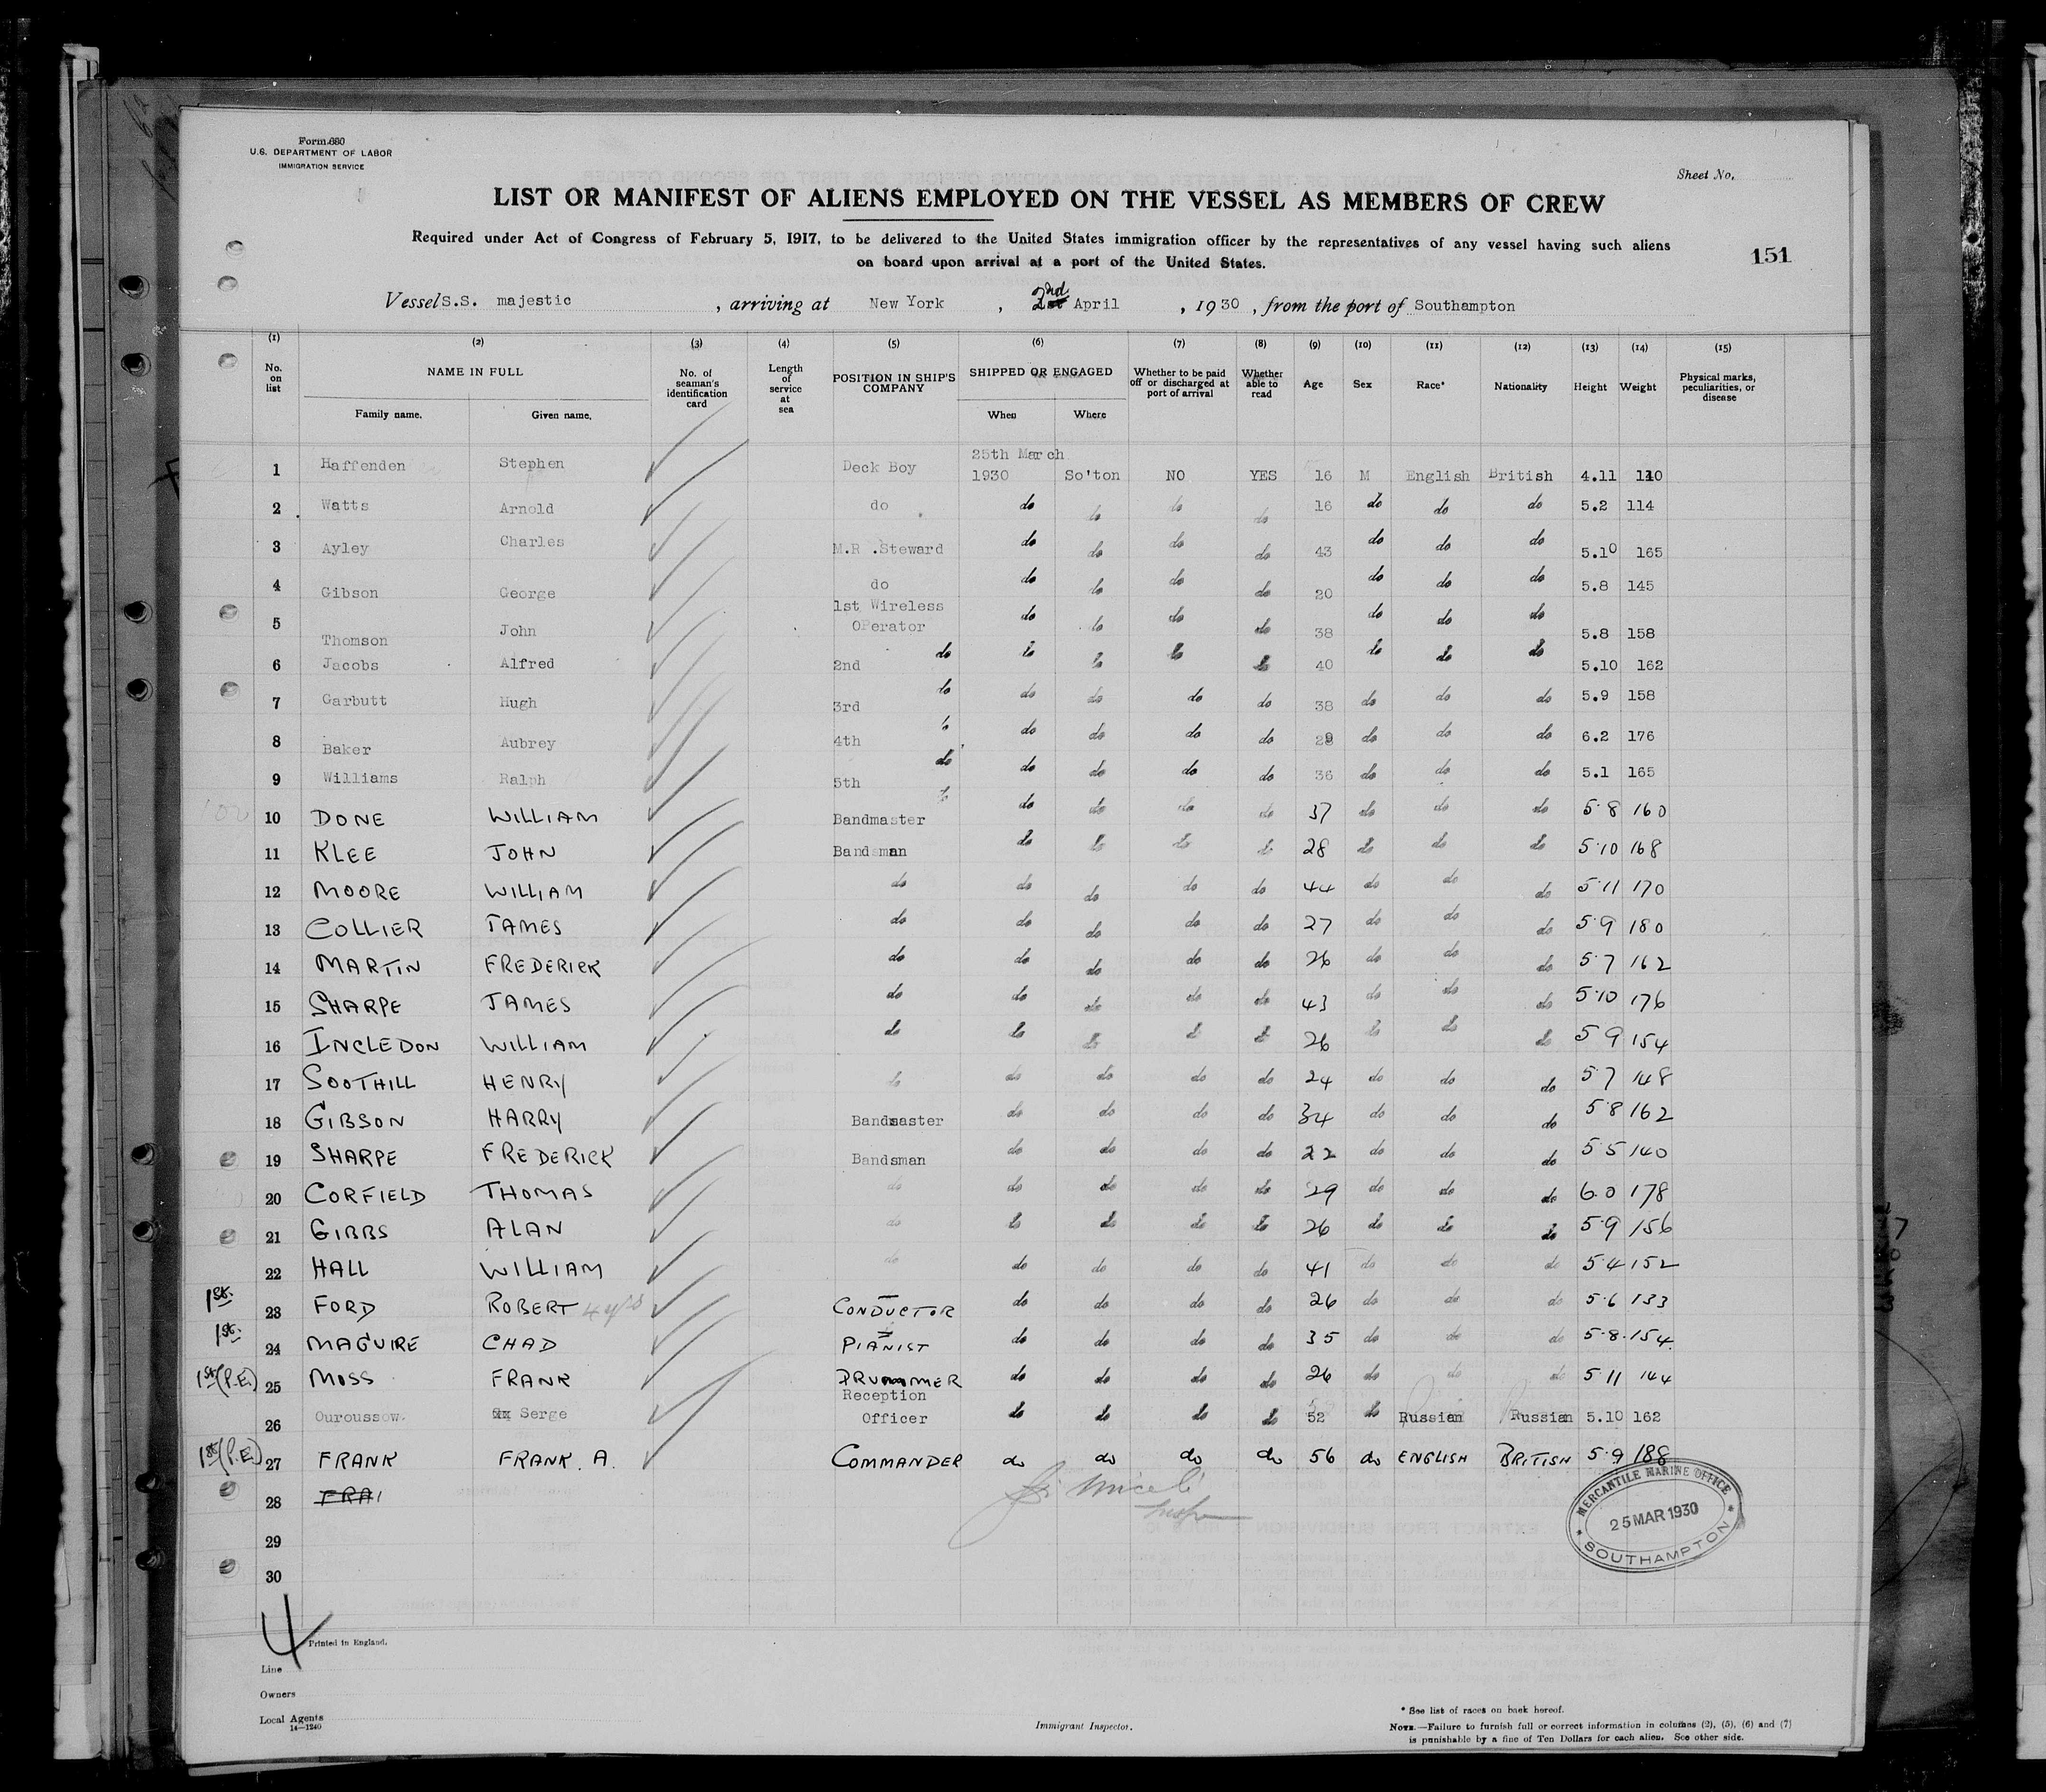 Form 680
U.S. DEPARTMENT OF LABOR
IMMIGRATION SERVICE
Sheet No.
LIST OR MANIFEST OF ALIENS EMPLOYED ON THE VESSEL AS MEMBERS OF CREW
Required under Act of Congress of February 5, 1917, to be delivered to the United States immigration officer by the representatives of any vessel having such aliens
on board upon arrival at a port of the United States.
151
Vessel S.S. majestic , arriving at New York , 2nd April , 1930 , from the port of Southampton
(1) (2) (3) (4) (5) (6) (7) (8) (9) (10) (11) (12) (13) (14) (15)
No. on list NAME IN FULL Family name. Given name. No. of seaman's identification card Length of service at sea POSITION IN SHIP'S COMPANY SHIPPED OR ENGAGED When Where Whether to be paid off or discharged at port of arrival Whether able to read Age Sex Race* Nationality Height Weight Physical marks, peculiarities, or disease
1 Haffenden Stephen Deck Boy 25th March 1930 So'ton NO YES 16 M English British 4.11 110
2 Watts Arnold do do do do do 16 do do do 5.2 114
3 Ayley Charles M.R .Steward do do do do 43 do do do 5.10 165
4 Gibson George do do do do do 20 do do do 5.8 145
5 Thomson John 1st Wireless OPerator do do do do 38 do do do 5.8 158
6 Jacobs Alfred 2nd do do do do do 40 do do do 5.10 162
7 Garbutt Hugh 3rd do do do do do 38 do do do 5.9 158
8 Baker Aubrey 4th do do do do do do do do 6.2 176
9 Williams Ralph 5th do do do do do 36 do do do 5.1 165
10 DONE WILLIAM Bandmaster do do do do 37 do do do 5.8 160
11 KLEE JOHN Bandsman do do do do 28 do do do 5.10 168
12 MOORE WILLIAM do do do do do 44 do do do 5.11 170
13 COLLIER JAMES do do do do do 27 do do do 5.9 180
14 MARTIN FREDERICK do do do do do 26 do do do 5.7 162
15 SHARPE JAMES do do do do do 43 do do do 5.10 176
16 INCLEDON WILLIAM do do do do do 26 do do do 5 9 154
17 SOOTHILL HENRY do do do do do 24 do do do 5.7 148
18 GIBSON HARRY Bandmaster do do do do 34 do do do 5.8 162
19 SHARPE FREDERICK Bandsman do do do do 22 do do do 5.5 140
20 CORFIELD THOMAS do do do do do 29 do do do 6.0 178
21 GIBBS ALAN do do do do do 26 do do do 5.9 156
22 HALL WILLIAM do do do do do 41 do do do 5.4 152
1st. 23 FORD ROBERT 4 yrs CONDUCTOR do do do do 26 do do do 5.6 133
1st. 24 MAGUIRE CHAD PIANIST do do do do 35 do do do 5.8. 154
1st (P.E.) 25 MOSS FRANK DRUMMER do do do do 26 do do do 5.11 144
26 Ouroussow Serge Reception Officer do do do do 52 do Russian Russian 5.10 162
1st (P.E.) 27 FRANK FRANK. A. COMMANDER do do do do 56 do ENGLISH BRITISH 5.9 188
28 FRA
29
30
MERCANTILE MARINE OFFICE
25 MAR 1930
SOUTHAMPTON
4
Printed in England.
Line
Owners
Local Agents
14—1240
Immigrant Inspector.
* See list of races on back hereof.
NOTE.—Failure to furnish full or correct information in columns (2), (5), (6) and (7)
is punishable by a fine of Ten Dollars for each alien. See other side.